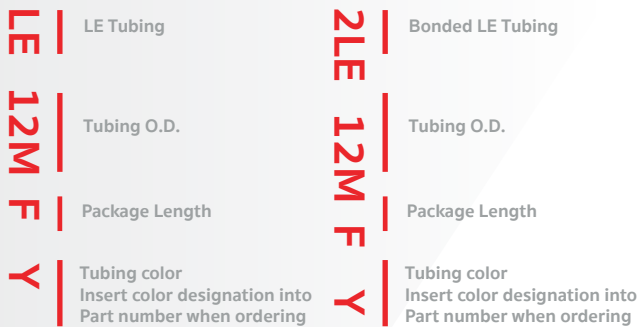 LE
LE Tubing
12M
Tubing O.D.
F
Package Length
Y
Tubing color
Insert color designation into
Part number when ordering
2LE
Bonded LE Tubing
12M
Tubing O.D.
F
Package Length
Y
Tubing color
Insert color designation into
Part number when ordering